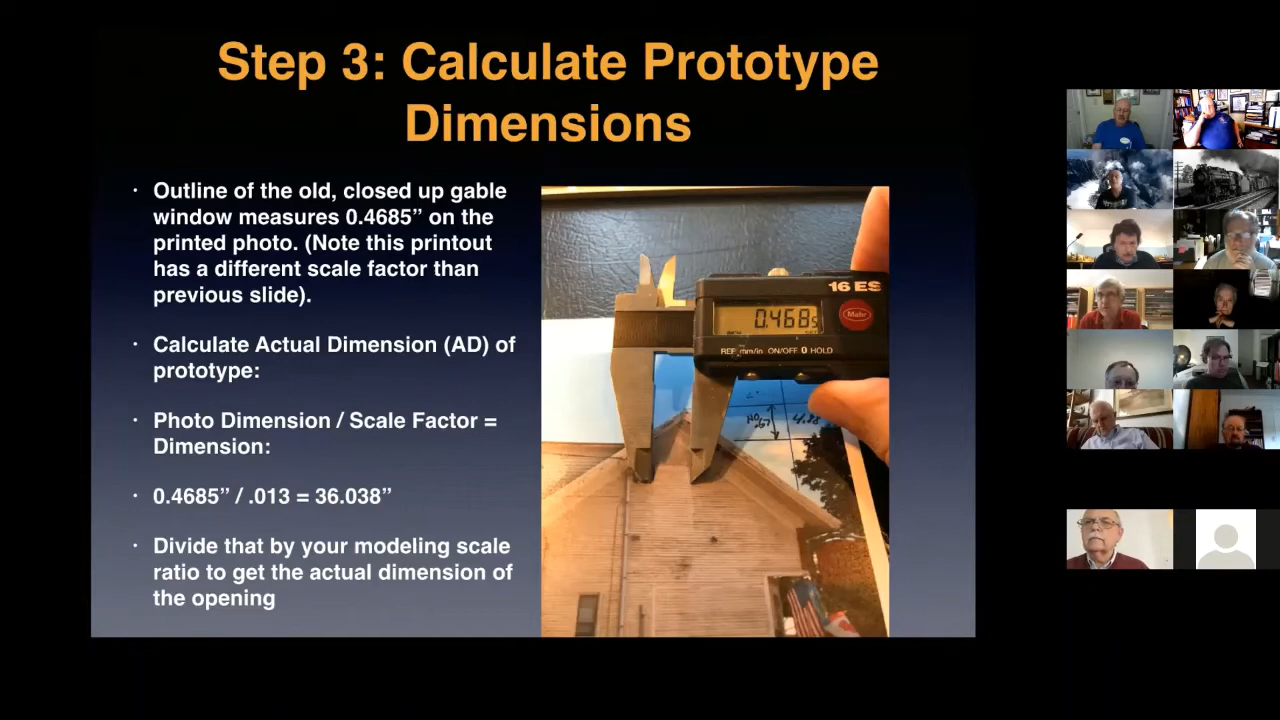 Step 3: Calculate Prototype
Dimensions
· Outline of the old, closed up gable
window measures 0.4685” on the
printed photo. (Note this printout
has a different scale factor than
previous slide).
· Calculate Actual Dimension (AD) of
prototype:
· Photo Dimension / Scale Factor =
Dimension:
· 0.4685” / .013 = 36.038”
· Divide that by your modeling scale
ratio to get the actual dimension of
the opening
16 ES
0.4685
Mahr
REF mm/in ON/OFF 0 HOLD